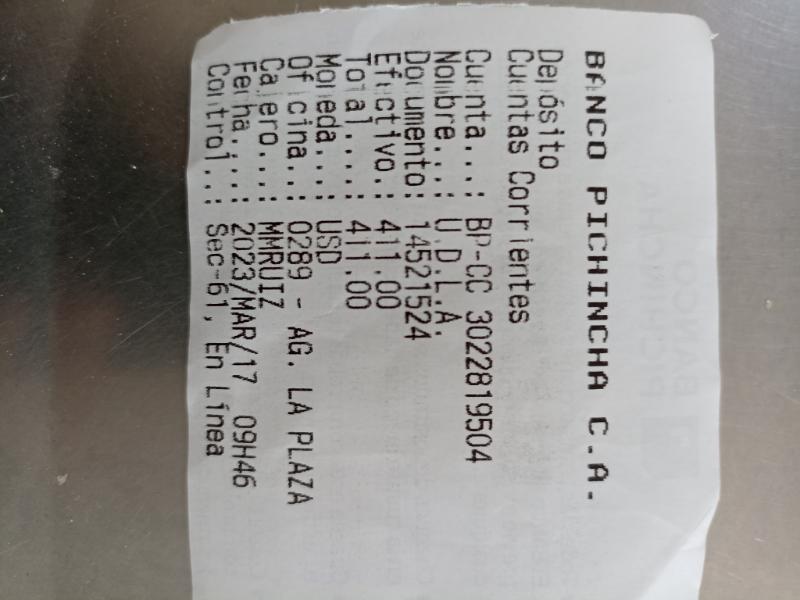 BANCO PICHINCHA C.A.
Depósito
Cuentas Corrientes
Cuenta...: BP-CC 3022819504
Nombre...: U.D.L.A.
Documento: 14521524
Efectivo.: 411.00
Total....: 411.00
Moneda...: USD
Oficina..: 0289 - AG. LA PLAZA
Cajero...: MMRUIZ
Fecha....: 2023/MAR/17 09H46
Control..: Sec-61, En Línea